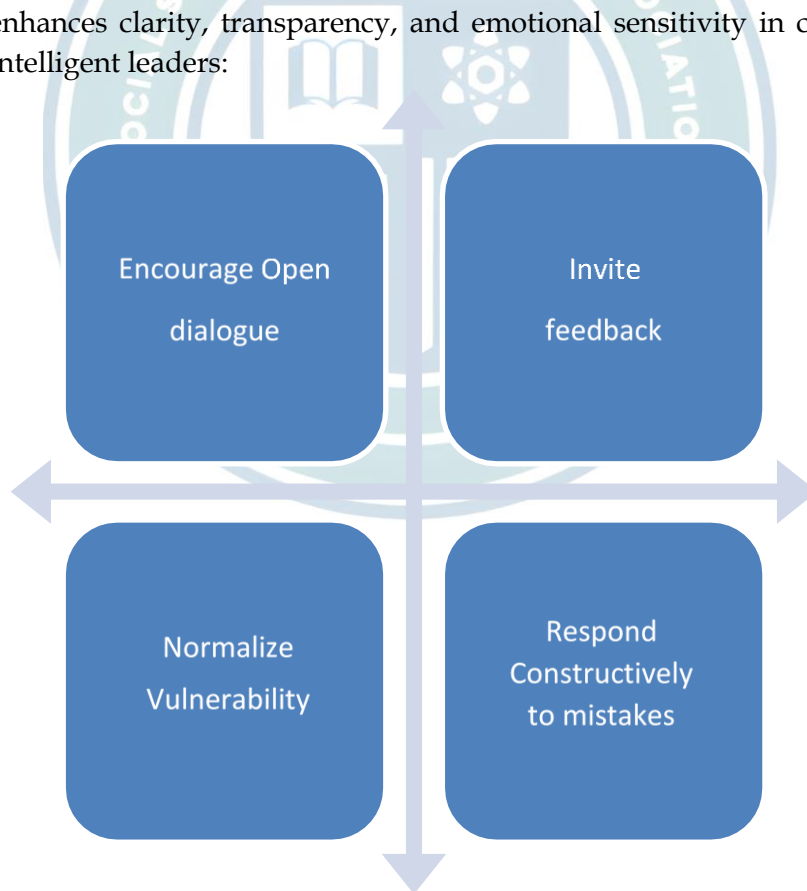 enhances clarity, transparency, and emotional sensitivity in
intelligent leaders:
Encourage Open
dialogue
Invite
feedback
Normalize
Vulnerability
Respond
Constructively
to mistakes